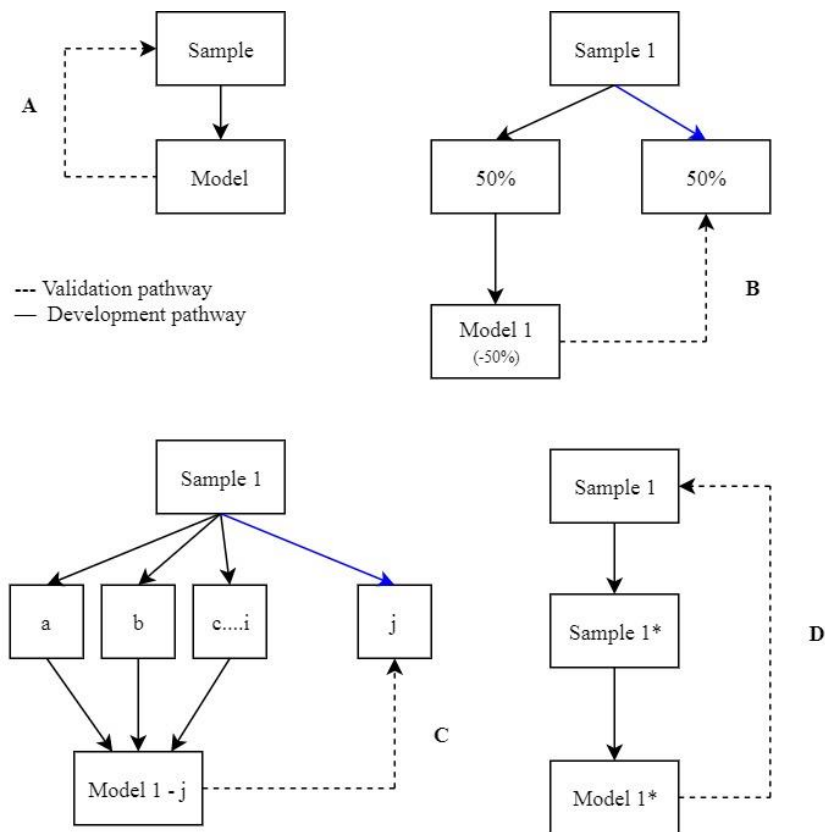 Sample
A
Model
Sample 1
50%
50%
Model 1
(-50%)
B
--- Validation pathway
— Development pathway
Sample 1
a
b
c....i
j
Model 1 - j
C
Sample 1
Sample 1*
Model 1*
D